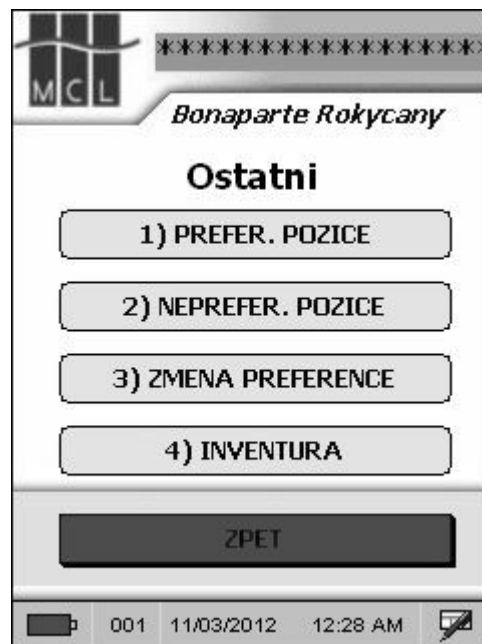 ******************
MCL
Bonaparte Rokycany
Ostatni
1) PREFER. POZICE
2) NEPREFER. POZICE
3) ZMENA PREFERENCE
4) INVENTURA
ZPET
001 11/03/2012 12:28 AM